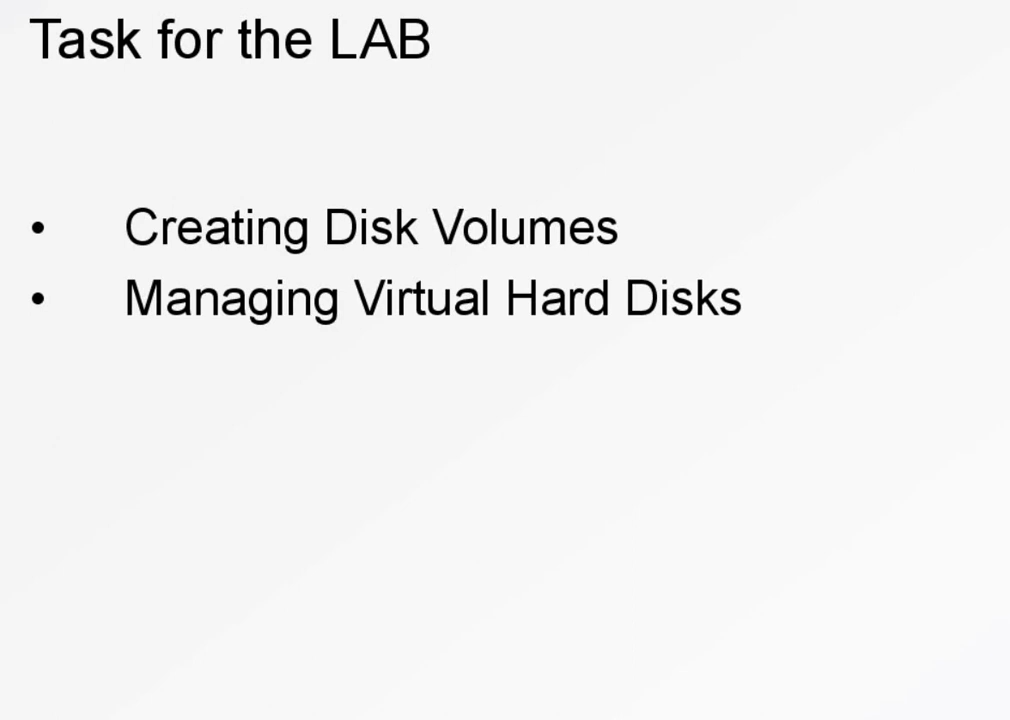 Task for the LAB
• Creating Disk Volumes
• Managing Virtual Hard Disks